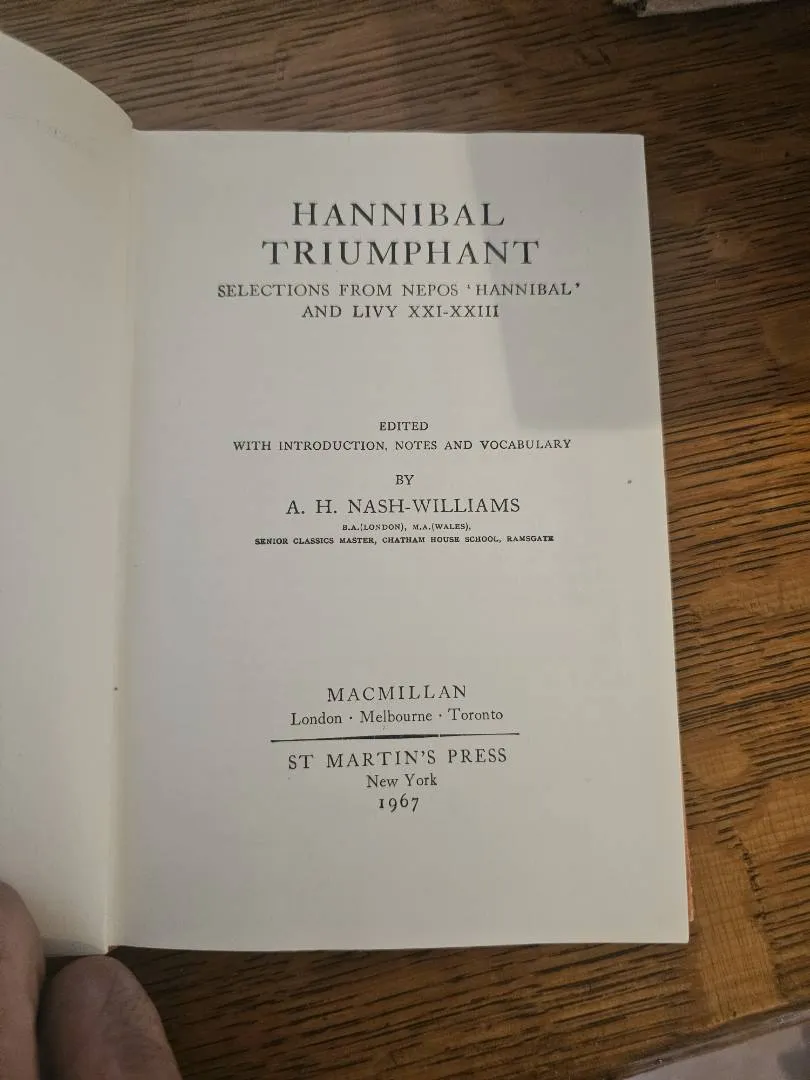 HANNIBAL
TRIUMPHANT
SELECTIONS FROM NEPOS ‘HANNIBAL’
AND LIVY XXI-XXIII
EDITED
WITH INTRODUCTION, NOTES AND VOCABULARY
BY
A. H. NASH-WILLIAMS
B.A.(LONDON), M.A.(WALES),
SENIOR CLASSICS MASTER, CHATHAM HOUSE SCHOOL, RAMSGATE
MACMILLAN
London · Melbourne · Toronto
ST MARTIN'S PRESS
New York
1967